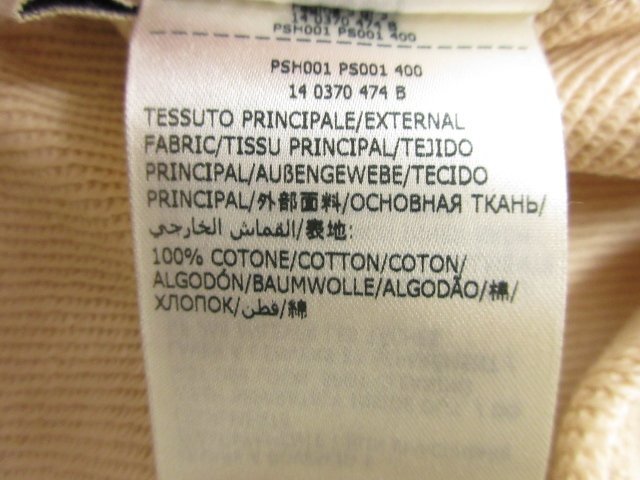 14 0370 474 B
PSH001 PS001 400
PSH001 PS001 400
14 0370 474 B
TESSUTO PRINCIPALE/EXTERNAL
FABRIC/TISSU PRINCIPAL/TEJIDO
PRINCIPAL/AUßENGEWEBE/TECIDO
PRINCIPAL/外部面料/ОСНОВНАЯ ТКАНЬ/
القماش الخارجي/表地:
100% COTONE/COTTON/COTON/
ALGODÓN/BAUMWOLLE/ALGODÃO/棉/
ХЛОПОК/قطن/綿